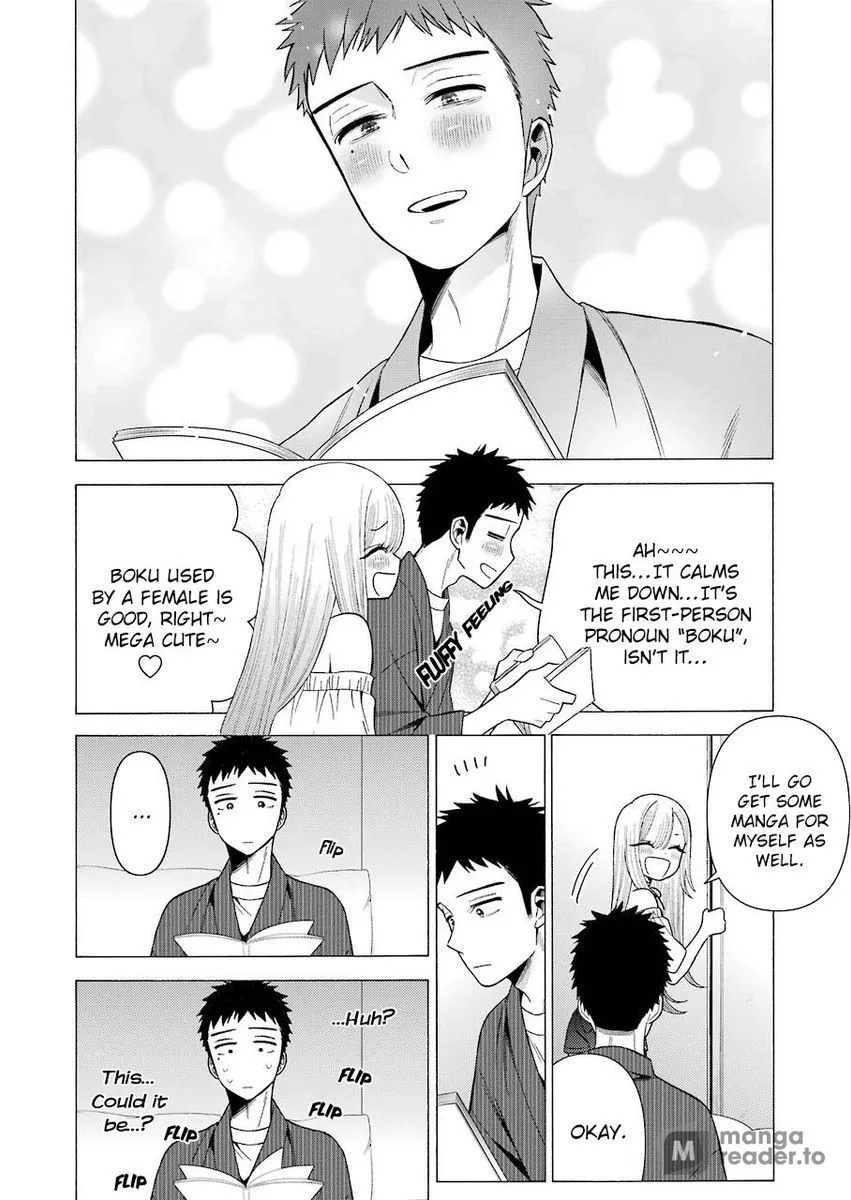 AH~~~
THIS...IT CALMS
ME DOWN...IT'S
THE FIRST-PERSON
PRONOUN "BOKU",
ISN'T IT...
FLUFFY FEELING
BOKU USED
BY A FEMALE IS
GOOD, RIGHT~
MEGA CUTE~
♡
I'LL GO
GET SOME
MANGA FOR
MYSELF AS
WELL.
OKAY.
...
FLIP
...HUH?
THIS...
COULD IT
BE...?
FLIP
FLIP
FLIP
FLIP
M manga
reader.to